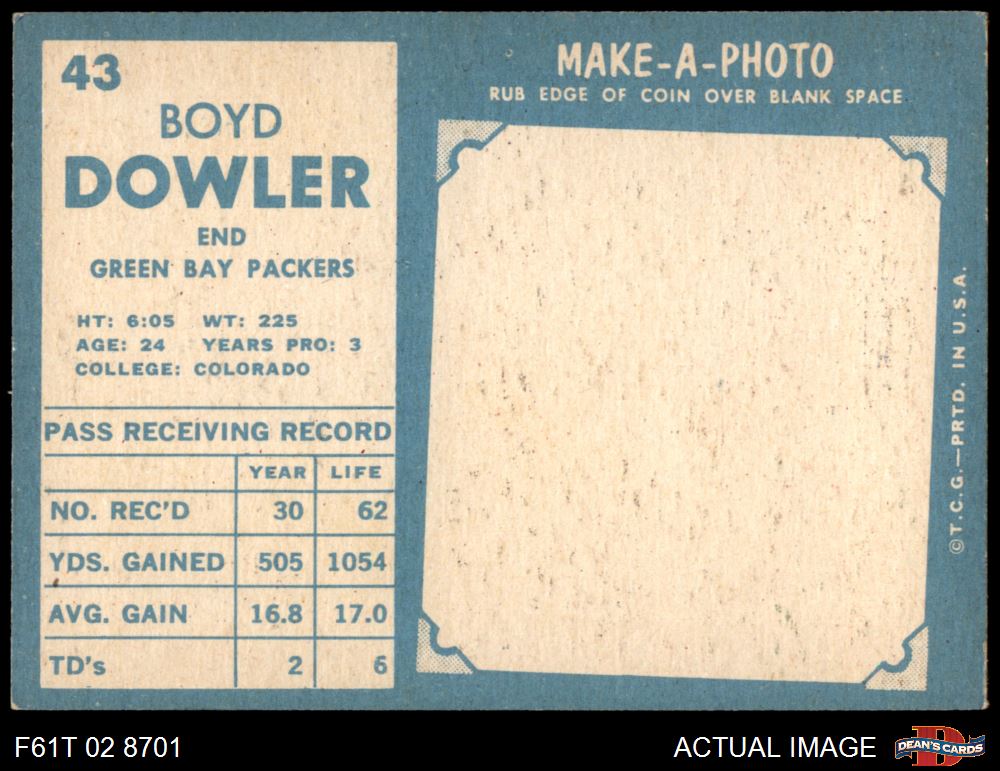 43
BOYD
DOWLER
END
GREEN BAY PACKERS
HT: 6:05 WT: 225
AGE: 24 YEARS PRO: 3
COLLEGE: COLORADO
PASS RECEIVING RECORD
YEAR LIFE
NO. REC'D 30 62
YDS. GAINED 505 1054
AVG. GAIN 16.8 17.0
TD's 2 6
MAKE-A-PHOTO
RUB EDGE OF COIN OVER BLANK SPACE
©T.C.G.—PRTD. IN U.S.A.
F61T 02 8701
ACTUAL IMAGE
D
DEAN'S CARDS